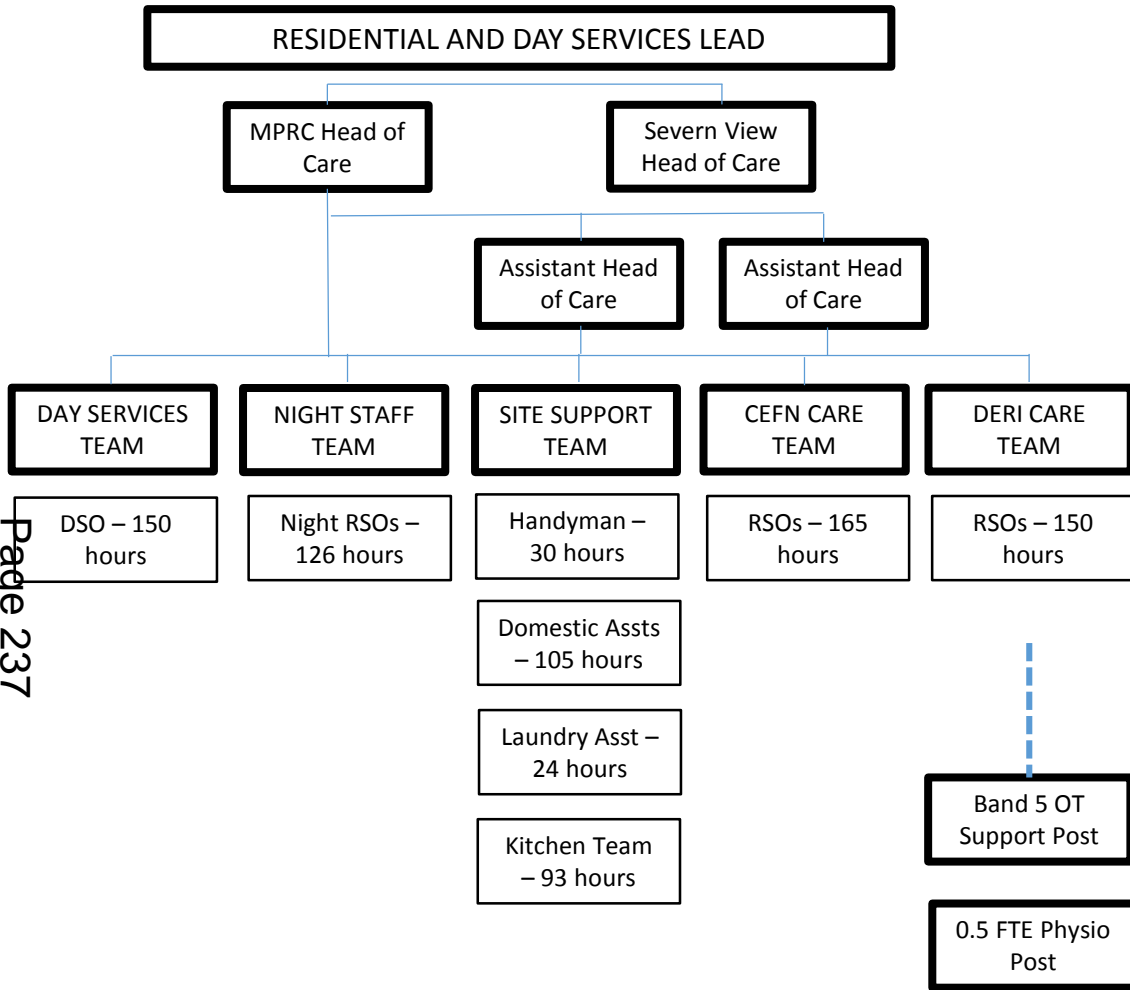 RESIDENTIAL AND DAY SERVICES LEAD
MPRC Head of
Care
Severn View
Head of Care
Assistant Head
of Care
Assistant Head
of Care
DAY SERVICES
TEAM
NIGHT STAFF
TEAM
SITE SUPPORT
TEAM
CEFN CARE
TEAM
DERI CARE
TEAM
DSO – 150
hours
Night RSOs –
126 hours
Handyman –
30 hours
RSOs – 165
hours
RSOs – 150
hours
Domestic Assts
– 105 hours
Laundry Asst –
24 hours
Kitchen Team
– 93 hours
Band 5 OT
Support Post
0.5 FTE Physio
Post
Page 237